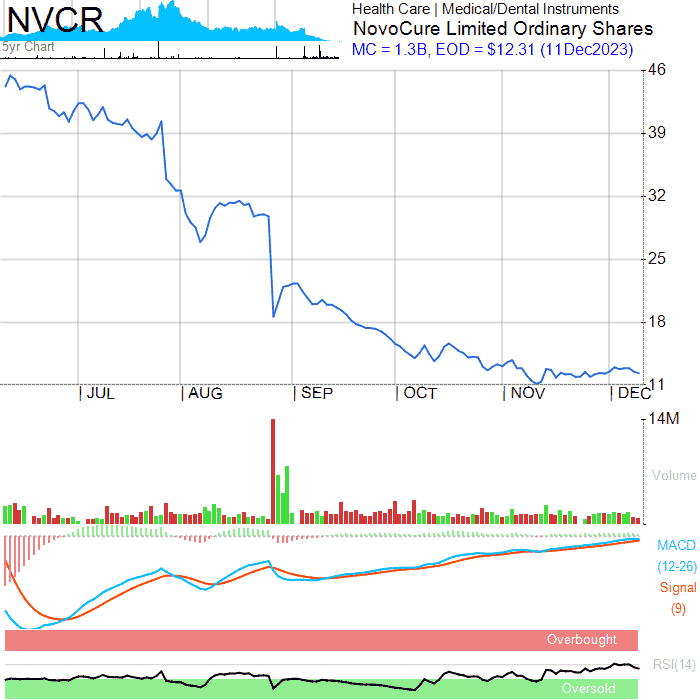 NVCR
5yr Chart
Health Care | Medical/Dental Instruments
NovoCure Limited Ordinary Shares
MC = 1.3B, EOD = $12.31 (11Dec2023)
46
39
32
25
18
11
JUL
AUG
SEP
OCT
NOV
DEC
14M
Volume
MACD
(12-26)
Signal
(9)
Overbought
RSI(14)
Oversold